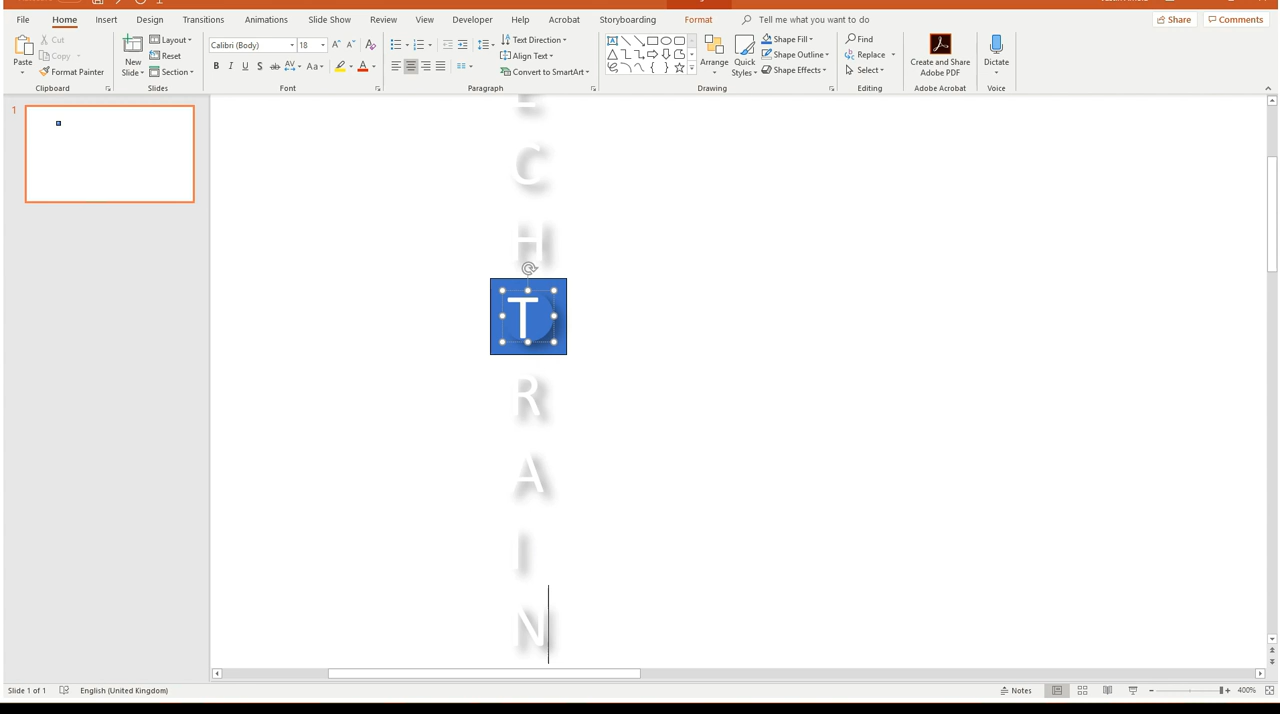 File Home Insert Design Transitions Animations Slide Show Review View Developer Help Acrobat Storyboarding Format Tell me what you want to do Share Comments
Cut Layout Calibri (Body) 18 Text Direction Shape Fill Find
Copy Reset Align Text Shape Outline Replace
Paste Format Painter New Slide Section B I U S ab AV Aa A Convert to SmartArt Arrange Quick Styles Shape Effects Select Create and Share Adobe PDF Dictate
Clipboard Slides Font Paragraph Drawing Editing Adobe Acrobat Voice
1
C
H
T
R
A
I
N
Slide 1 of 1 English (United Kingdom) Notes 400%